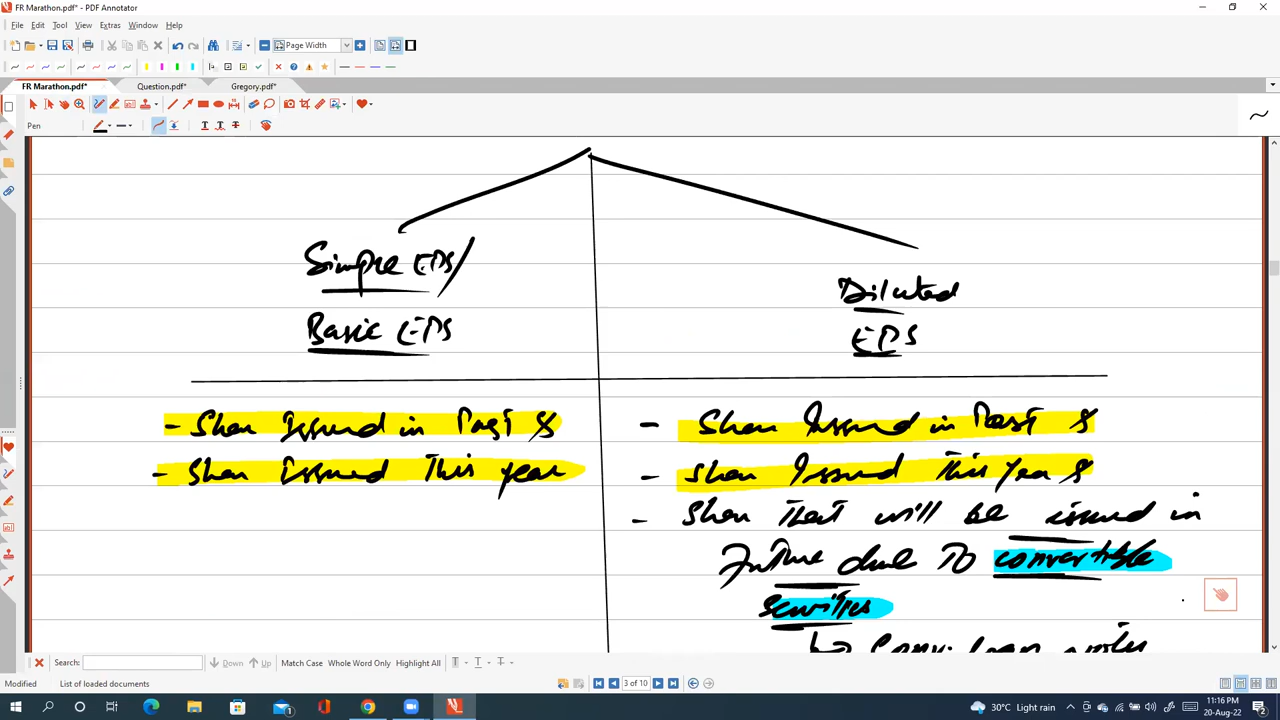 FR Marathon.pdf* - PDF Annotator
File Edit Tool View Extras Window Help
Page Width
FR Marathon.pdf* Question.pdf* Gregory.pdf*
Pen
Simple EPS/
Basic EPS
Diluted
EPS
- Share Issued in Past &
- Share Issued This year
- Share Issued in Past &
- Share Issued This Year &
- Share That will be issued in
Future due To convertible
Securities
↳ Conv. loan notes
Search: Down Up Match Case Whole Word Only Highlight All
Modified List of loaded documents 3 of 10
30°C Light rain 11:16 PM
20-Aug-22